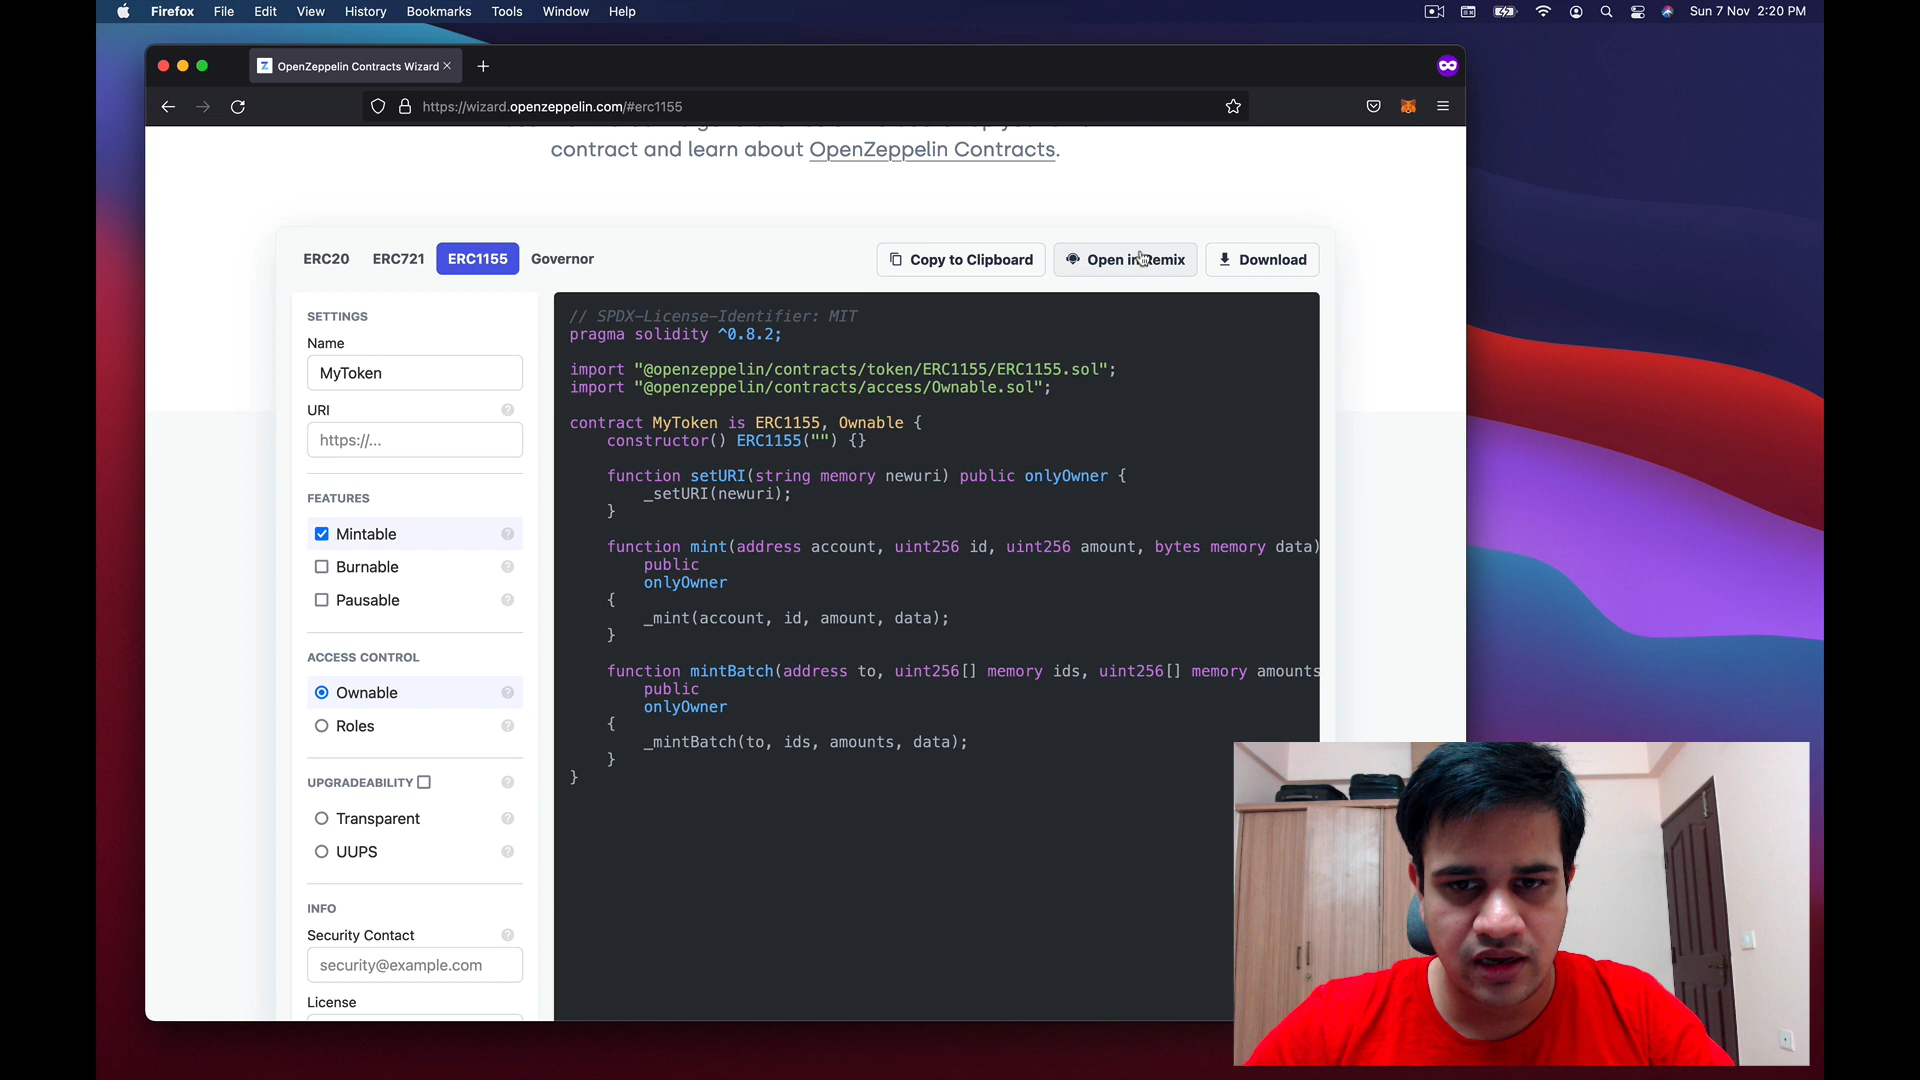 Firefox File Edit View History Bookmarks Tools Window Help
Sun 7 Nov 2:20 PM
OpenZeppelin Contracts Wizard
https://wizard.openzeppelin.com/#erc1155
contract and learn about OpenZeppelin Contracts.
ERC20 ERC721 ERC1155 Governor
Copy to Clipboard Open in Remix Download
SETTINGS
Name
MyToken
URI
https://...
FEATURES
Mintable
Burnable
Pausable
ACCESS CONTROL
Ownable
Roles
UPGRADEABILITY
Transparent
UUPS
INFO
Security Contact
security@example.com
License
// SPDX-License-Identifier: MIT
pragma solidity ^0.8.2;
import "@openzeppelin/contracts/token/ERC1155/ERC1155.sol";
import "@openzeppelin/contracts/access/Ownable.sol";
contract MyToken is ERC1155, Ownable {
constructor() ERC1155("") {}
function setURI(string memory newuri) public onlyOwner {
_setURI(newuri);
}
function mint(address account, uint256 id, uint256 amount, bytes memory data)
public
onlyOwner
{
_mint(account, id, amount, data);
}
function mintBatch(address to, uint256[] memory ids, uint256[] memory amounts
public
onlyOwner
{
_mintBatch(to, ids, amounts, data);
}
}